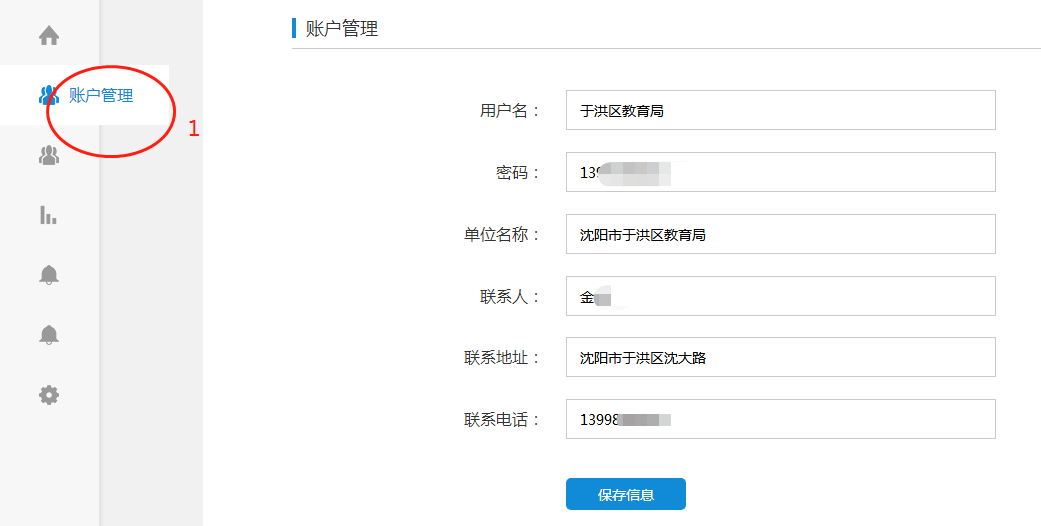 账户管理
账户管理
1
用户名：
于洪区教育局
密码：
139
单位名称：
沈阳市于洪区教育局
联系人：
金
联系地址：
沈阳市于洪区沈大路
联系电话：
13998
保存信息